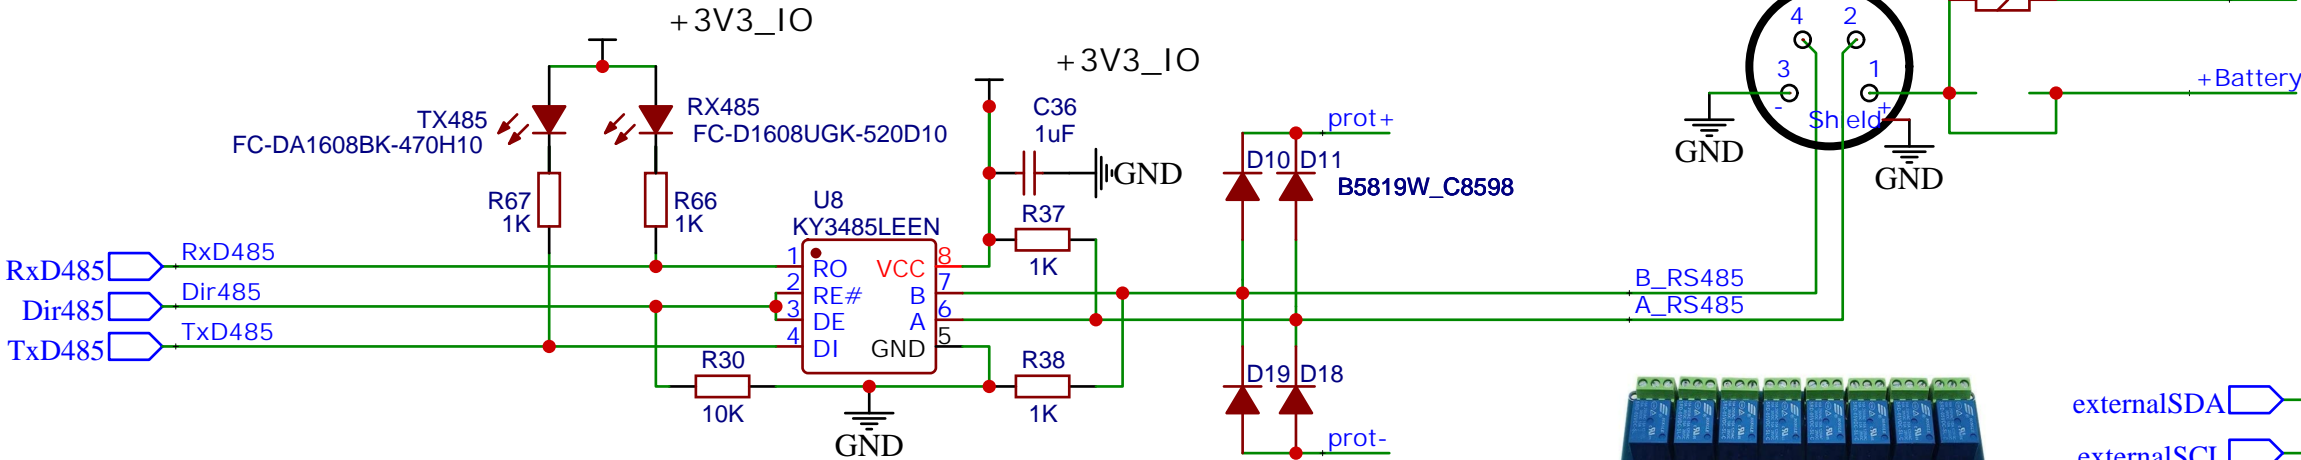 +3V3_IO
+3V3_IO
TX485
FC-DA1608BK-470H10
RX485
FC-D1608UGK-520D10
R67
1K
R66
1K
C36
1uF
GND
R37
1K
U8
KY3485LEEN
1
2
3
4
RO
RE#
DE
DI
VCC
B
A
GND
8
7
6
5
RxD485
RxD485
Dir485
Dir485
TxD485
TxD485
R30
10K
GND
R38
1K
prot+
D10
D11
B5819W_C8598
D19
D18
prot-
B_RS485
A_RS485
4
2
3
1
-
+
Shield
GND
GND
+Battery
externalSDA
externalSCL